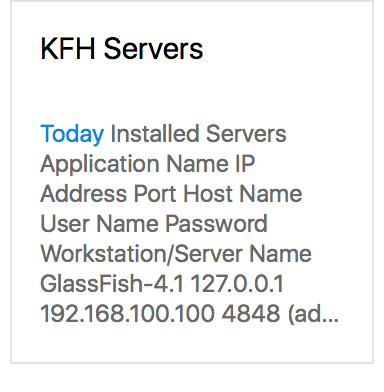 KFH Servers
Today Installed Servers
Application Name IP
Address Port Host Name
User Name Password
Workstation/Server Name
GlassFish-4.1 127.0.0.1
192.168.100.100 4848 (ad...